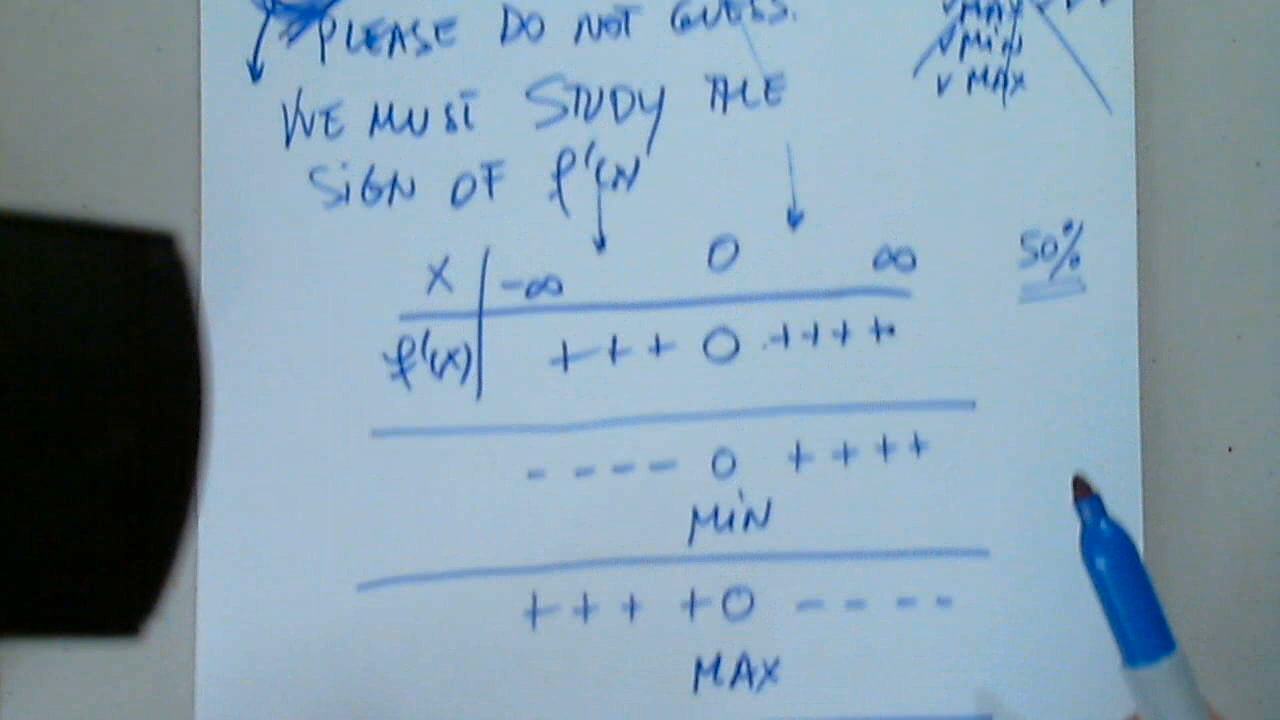 PLEASE DO NOT GUESS.
WE MUST STUDY THE
SIGN OF f'(x)
MAX
MIN
MAX
X -∞ 0 ∞
50%
f'(x) +++ 0 ++++
---- 0 ++++
MIN
+++ + 0 ----
MAX